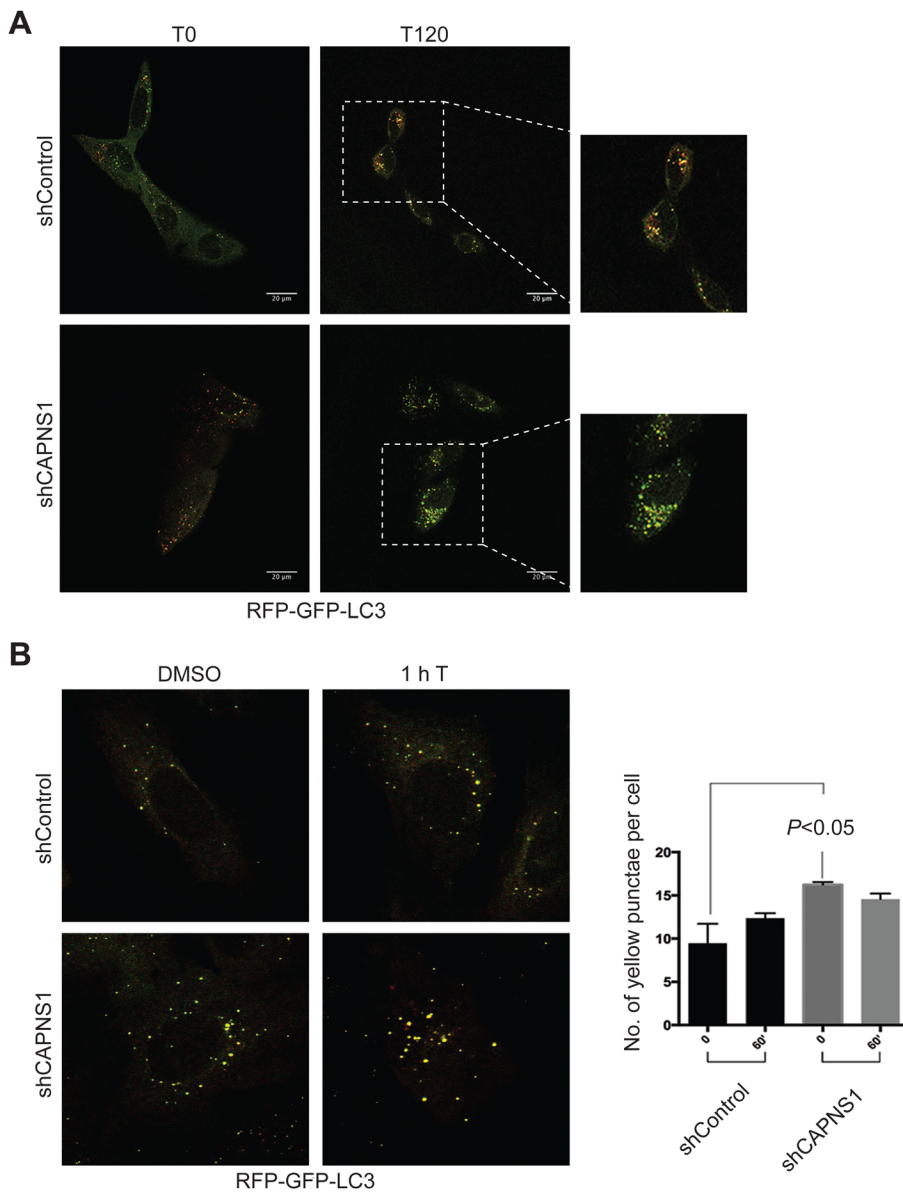 A
T0
T120
shControl
20 µm
20 µm
shCAPNS1
20 µm
20 µm
RFP-GFP-LC3
B
DMSO
1 h T
shControl
shCAPNS1
RFP-GFP-LC3
No. of yellow punctae per cell
P<0.05
20
15
10
5
0
0
60'
0
60'
shControl
shCAPNS1